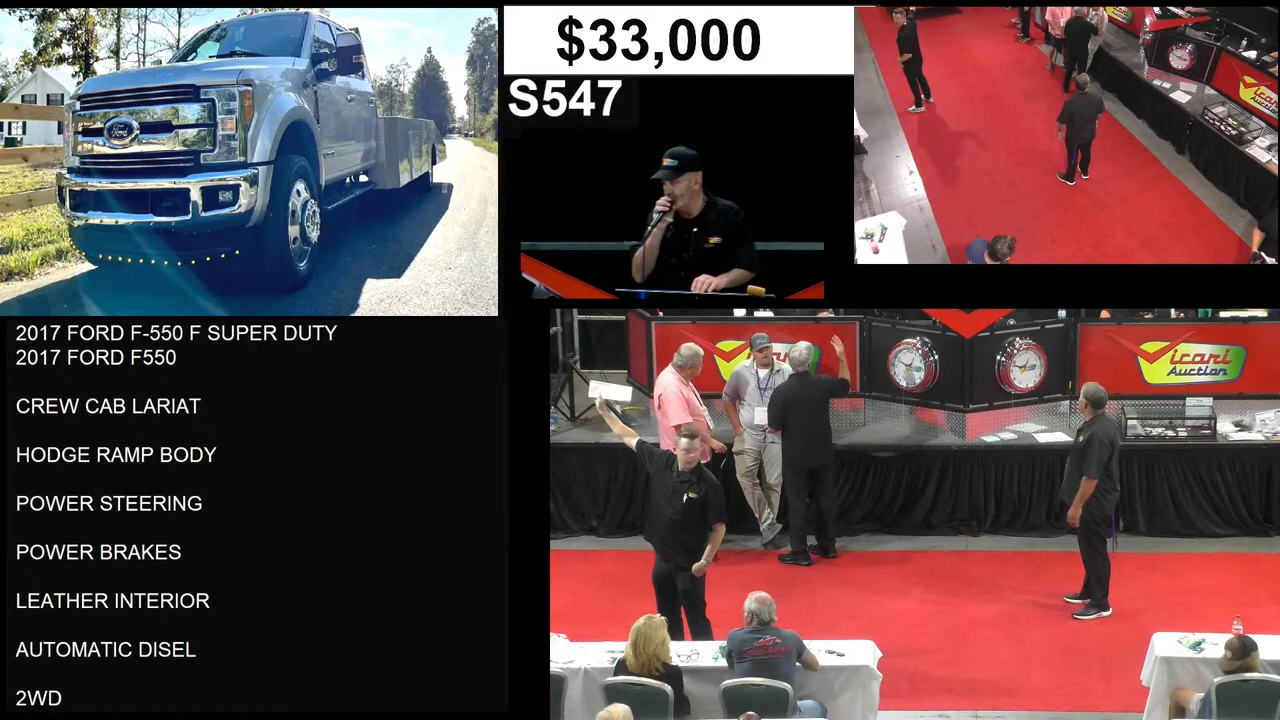 $33,000
S547
Ford
2017 FORD F-550 F SUPER DUTY
2017 FORD F550
CREW CAB LARIAT
HODGE RAMP BODY
POWER STEERING
POWER BRAKES
LEATHER INTERIOR
AUTOMATIC DISEL
2WD
Vicari
Auction
Vicari
Auction